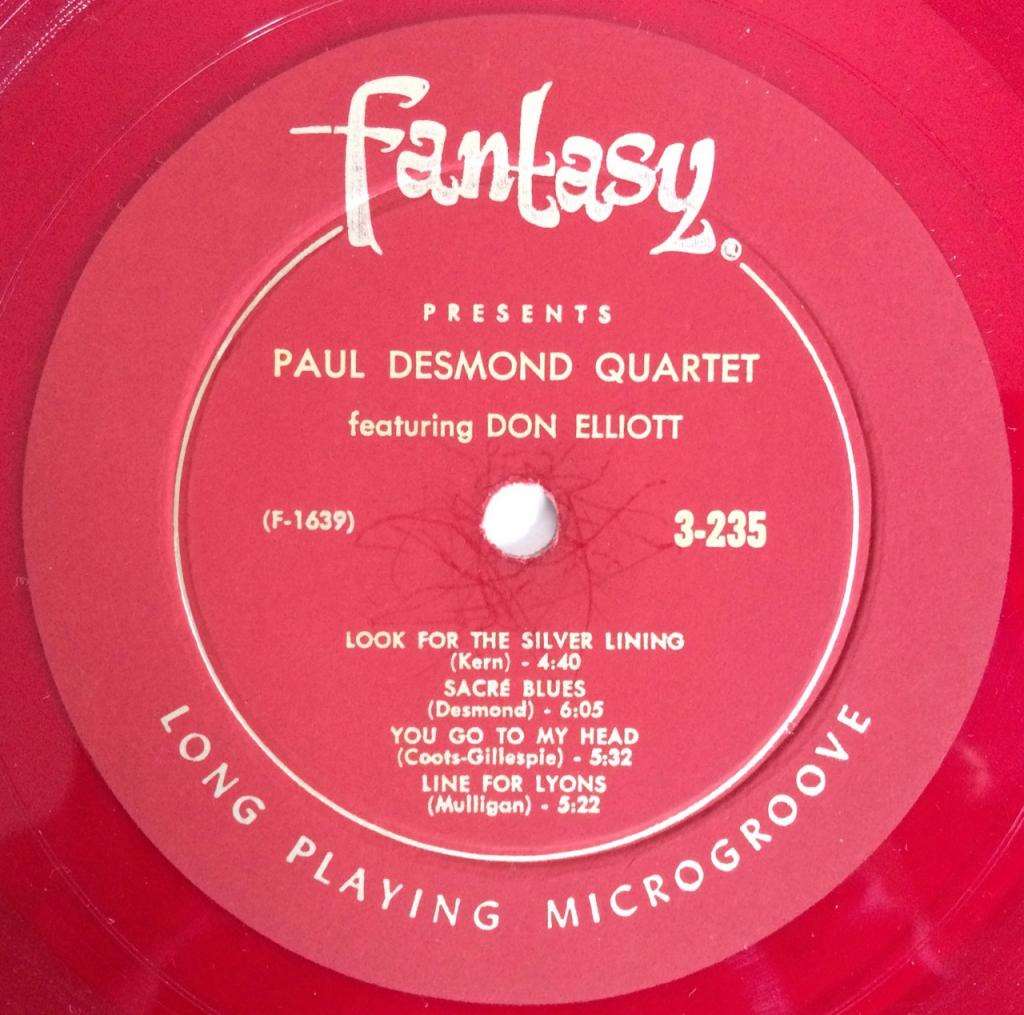 fantasy.
PRESENTS
PAUL DESMOND QUARTET
featuring DON ELLIOTT
(F-1639)
3-235
LOOK FOR THE SILVER LINING
(Kern) - 4:40
SACRÉ BLUES
(Desmond) - 6:05
YOU GO TO MY HEAD
(Coots-Gillespie) - 5:32
LINE FOR LYONS
(Mulligan) - 5:22
LONG PLAYING MICROGROOVE